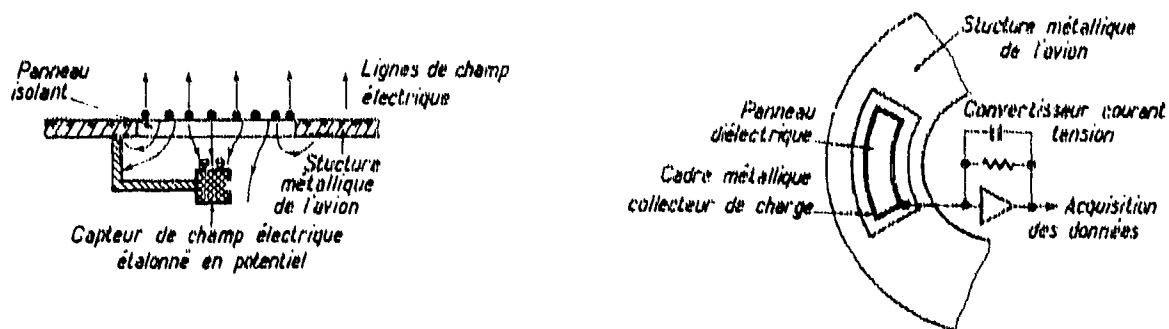 Panneau
isolant
Lignes de champ
électrique
Stucture
métallique
de l'avion
Capteur de champ électrique
étalonné en potentiel
Stucture métallique
de l'avion
Panneau
diélectrique
Convertisseur courant
tension
Cadre métallique
collecteur de charge
Acquisition
des données